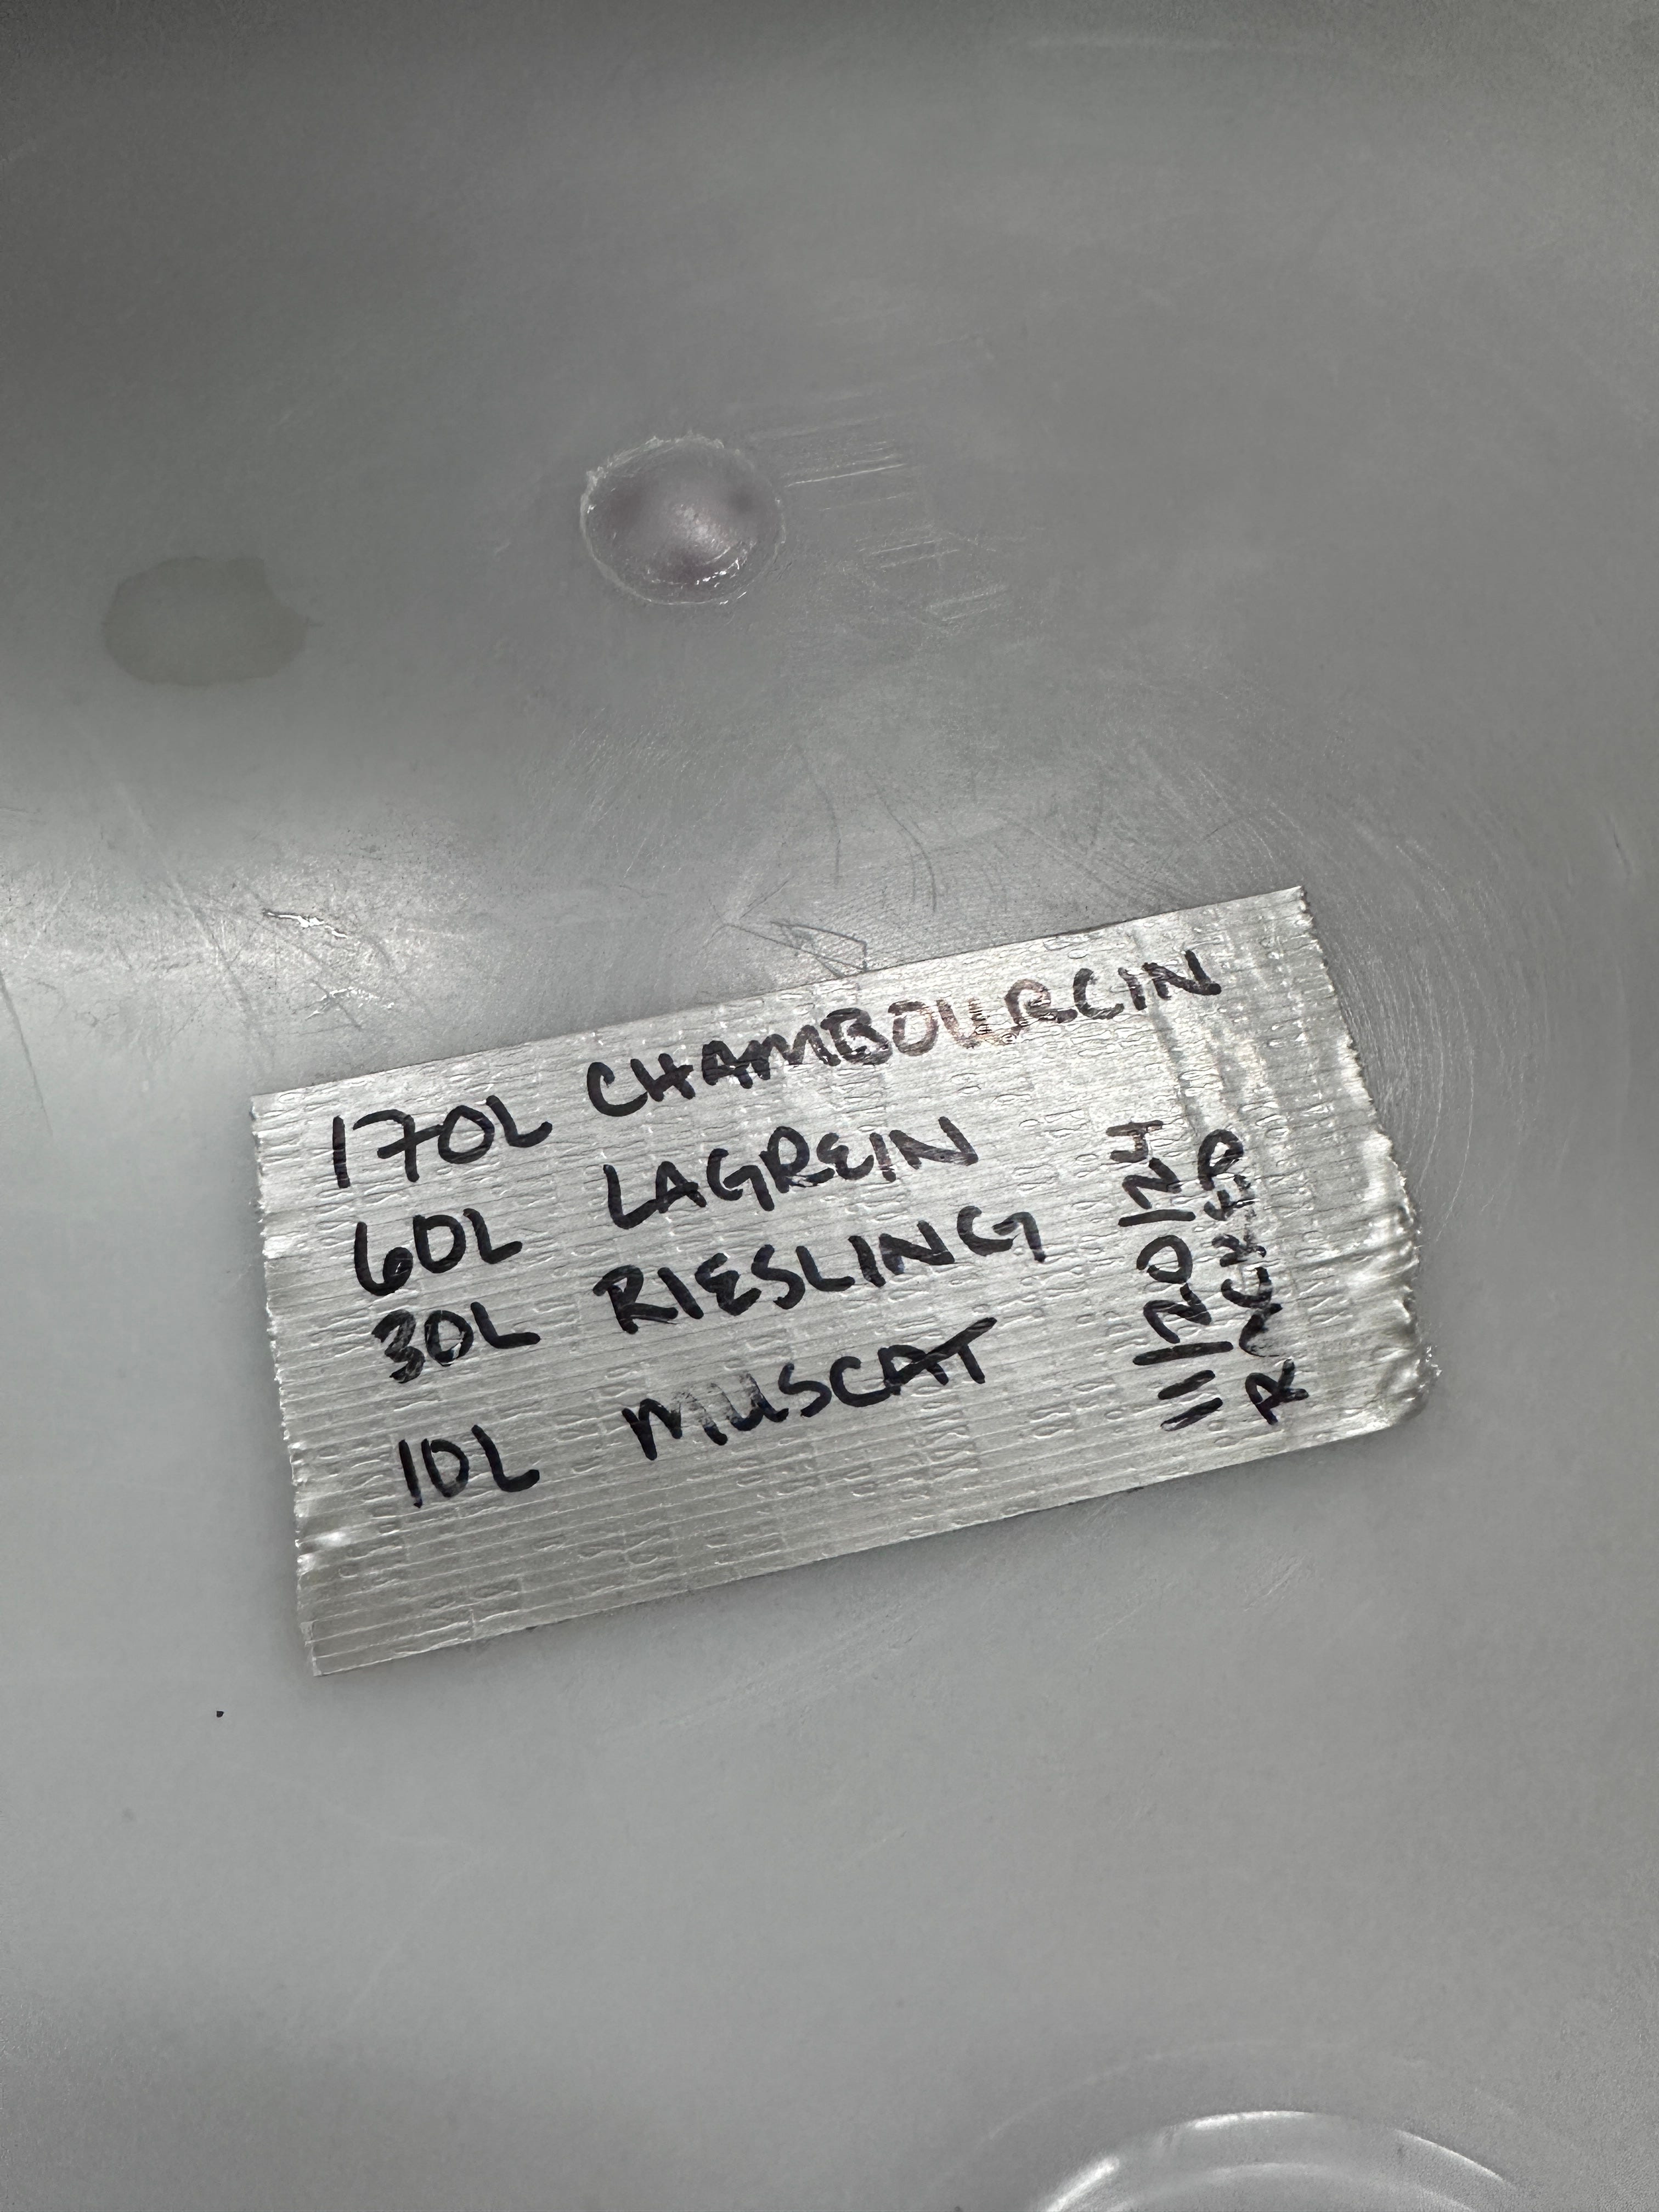 170L CHAMBOURCIN
60L LAGREIN
30L RIESLING
10L MUSCAT
11/20/24
RACKED